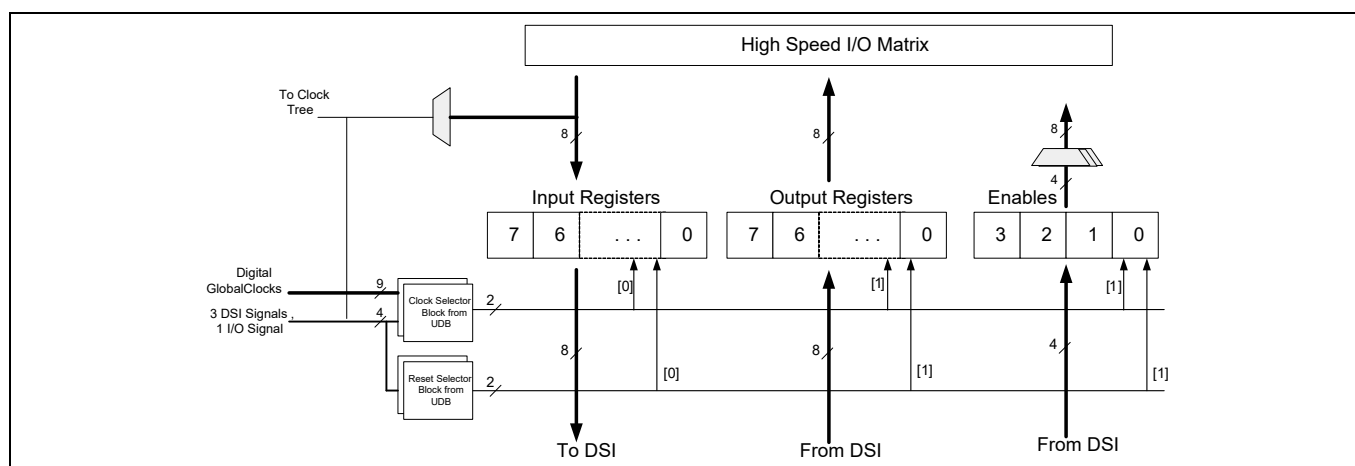 High Speed I/O Matrix
To Clock
Tree
8
8
8
4
Input Registers
Output Registers
Enables
7 6 . . . 0
7 6 . . . 0
3 2 1 0
Digital
GlobalClocks
9
[0]
[1]
[1]
3 DSI Signals ,
1 I/O Signal
4
Clock Selector
Block from
UDB
2
8
8
4
Reset Selector
Block from
UDB
2
[0]
[1]
[1]
To DSI
From DSI
From DSI